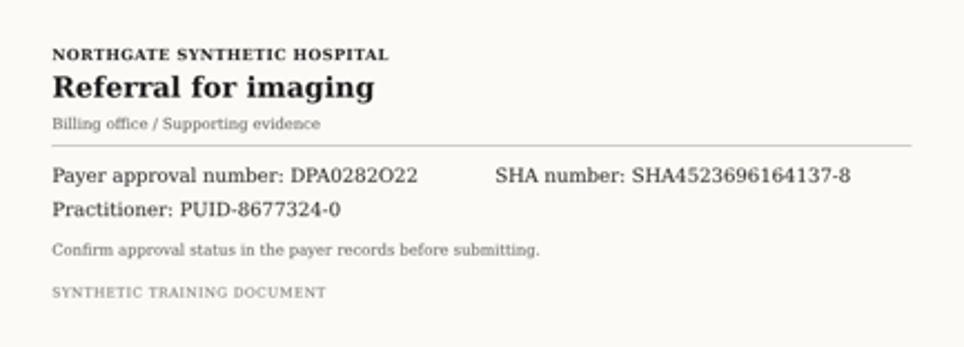 NORTHGATE SYNTHETIC HOSPITAL
Referral for imaging
Billing office / Supporting evidence
Payer approval number: DPA0282O22 SHA number: SHA4523696164137-8
Practitioner: PUID-8677324-0
Confirm approval status in the payer records before submitting.
SYNTHETIC TRAINING DOCUMENT